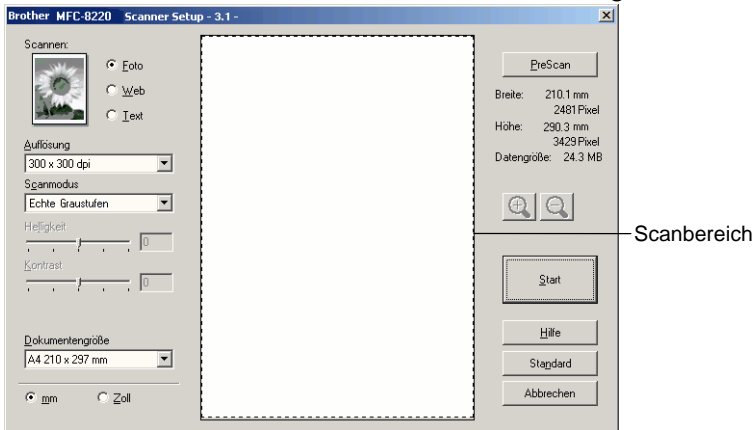 Brother MFC-8220 Scanner Setup - 3.1 -
Scannen:
Foto
Web
Text
Auflösung
300 x 300 dpi
Scanmodus
Echte Graustufen
Helligkeit
0
Kontrast
0
Dokumentengröße
A4 210 x 297 mm
mm
Zoll
PreScan
Breite: 210.1 mm
2481 Pixel
Höhe: 290.3 mm
3429 Pixel
Datengröße: 24.3 MB
Scanbereich
Start
Hilfe
Standard
Abbrechen